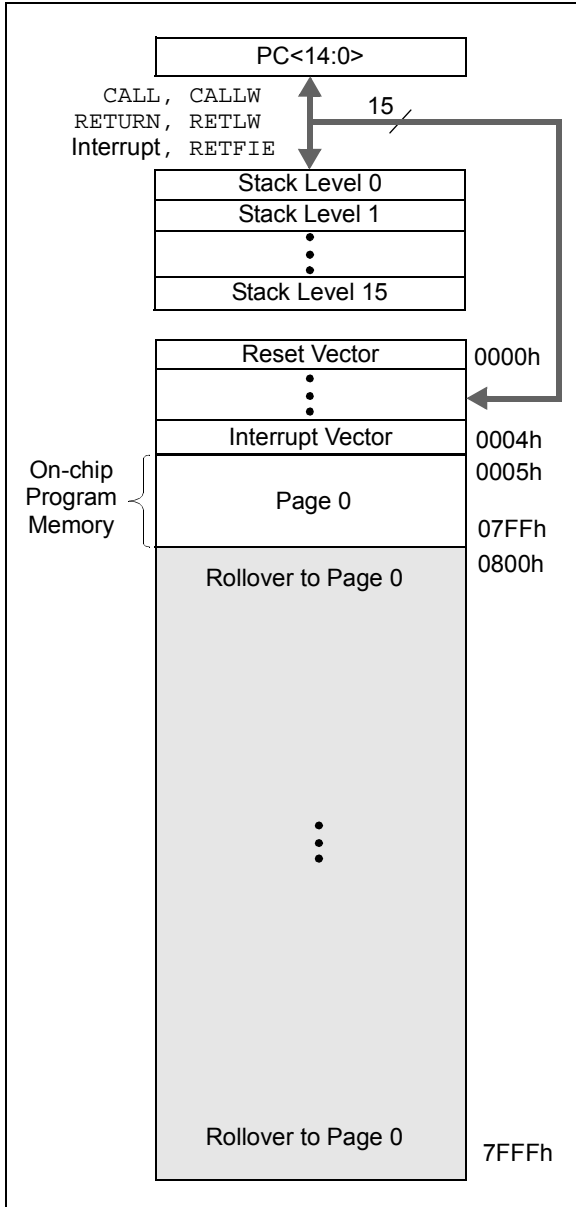 PC<14:0>
CALL, CALLW
15
RETURN, RETLW
Interrupt, RETFIE
Stack Level 0
Stack Level 1
Stack Level 15
Reset Vector
0000h
Interrupt Vector
0004h
On-chip
Program
Memory
0005h
Page 0
07FFh
0800h
Rollover to Page 0
Rollover to Page 0
7FFFh